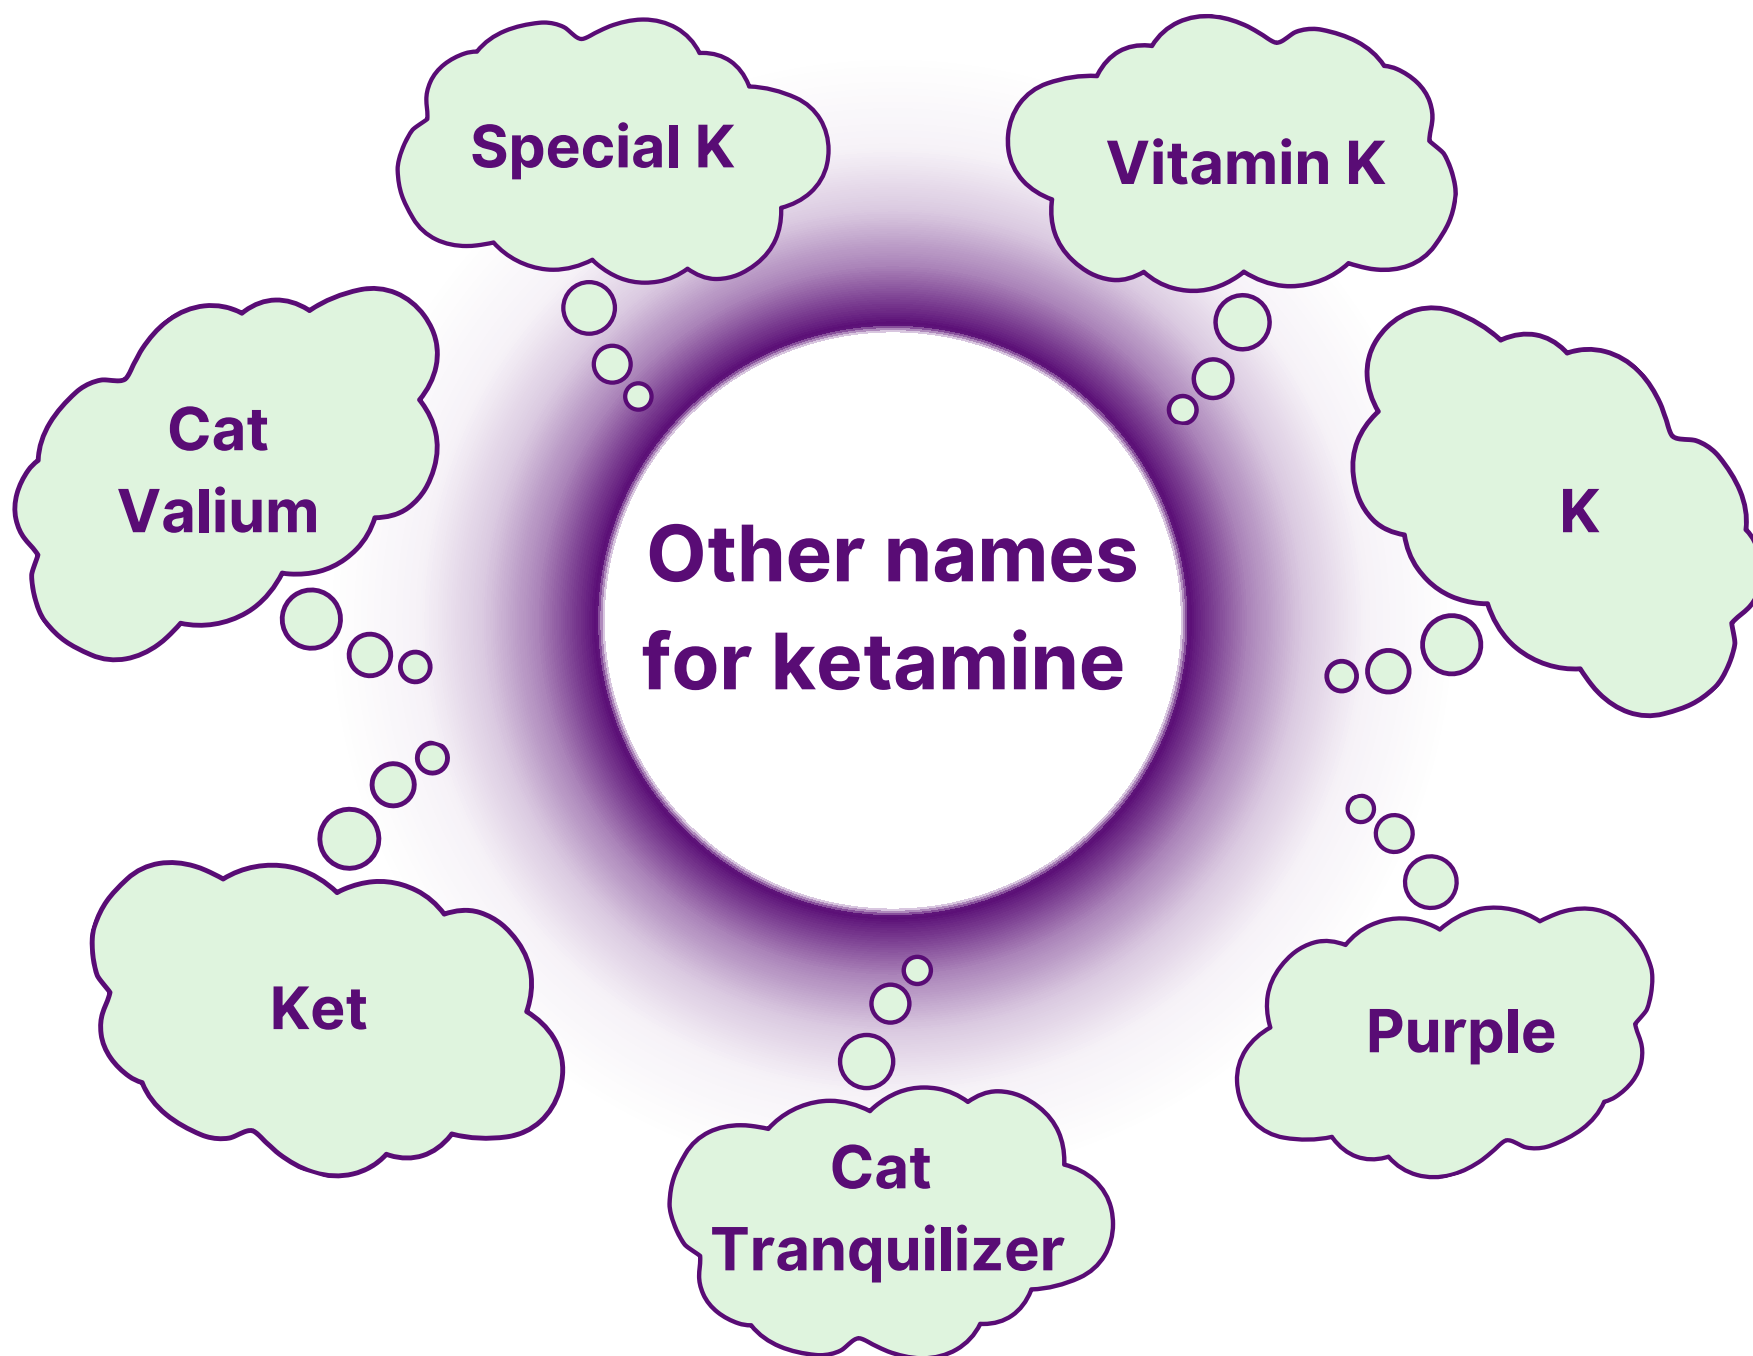 Special K
Vitamin K
Cat
Valium
K
Other names
for ketamine
Ket
Purple
Cat
Tranquilizer